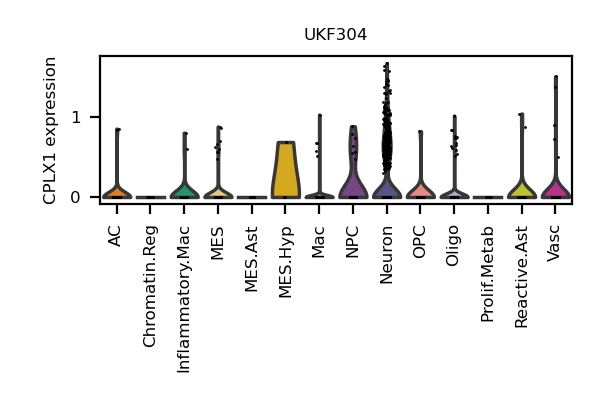 UKF304
CPLX1 expression
1
0
AC
Chromatin.Reg
Inflammatory.Mac
MES
MES.Ast
MES.Hyp
Mac
NPC
Neuron
OPC
Oligo
Prolif.Metab
Reactive.Ast
Vasc